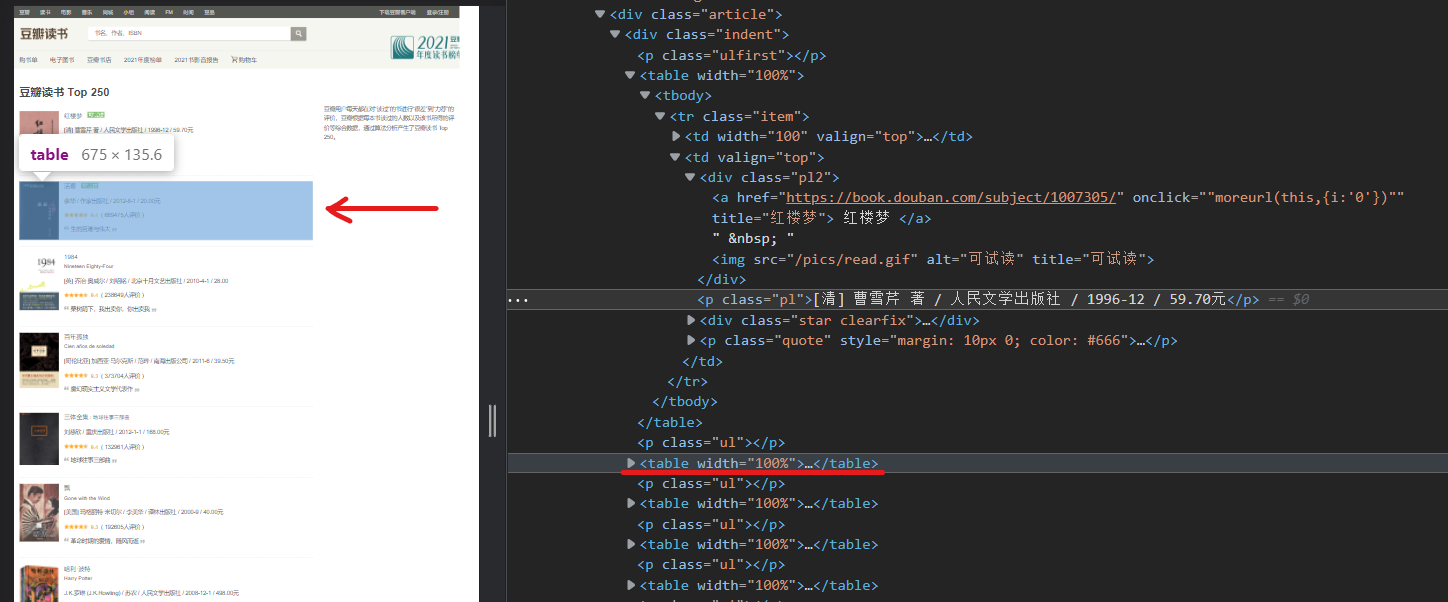 豆瓣 读书 电影 音乐 同城 小组 阅读 FM 时间 豆品 下载豆瓣客户端 登录/注册
豆瓣读书
书名、作者、ISBN
2021
年度读书榜单
购书单 电子图书 豆瓣书店 2021年度榜单 2021书影音报告 购物车
豆瓣读书 Top 250
红楼梦 可试读
[清] 曹雪芹 著 / 人民文学出版社 / 1996-12 / 59.70元
豆瓣用户每天都在对“读过”的书进行“很差”到“力荐”的
评价，豆瓣根据每本书读过的人数以及该书所得的评
价等综合数据，通过算法分析产生了豆瓣读书 Top
250。
table 675 × 135.6
活着 可试读
余华 / 作家出版社 / 2012-8-1 / 20.00元
生的苦难与伟大
1984
Nineteen Eighty-Four
[英] 乔治·奥威尔 / 刘绍铭 / 北京十月文艺出版社 / 2010-4-1 / 28.00
9.4 ( 238649人评价 )
“ 栗树荫下，我出卖你，你出卖我 ”
百年孤独
Cien años de soledad
[哥伦比亚] 加西亚·马尔克斯 / 范晔 / 南海出版公司 / 2011-6 / 39.50元
9.3 ( 373704人评价 )
“ 魔幻现实主义文学代表作 ”
三体全集 : 地球往事三部曲
刘慈欣 / 重庆出版社 / 2012-1-1 / 168.00元
9.4 ( 132961人评价 )
“ 地球往事三部曲 ”
飘
Gone with the Wind
[美国] 玛格丽特·米切尔 / 李美华 / 译林出版社 / 2000-9 / 40.00元
9.3 ( 192605人评价 )
“ 革命时期的爱情，随风而逝 ”
哈利·波特
Harry Potter
J.K.罗琳 (J.K.Rowling) / 苏农 / 人民文学出版社 / 2008-12-1 / 498.00元
<div class="article">
<div class="indent">
<p class="ulfirst"></p>
<table width="100%">
<tbody>
<tr class="item">
<td width="100" valign="top">…</td>
<td valign="top">
<div class="pl2">
<a href="https://book.douban.com/subject/1007305/" onclick=""moreurl(this,{i:'0'})""
title="红楼梦"> 红楼梦 </a>
" &nbsp; "
<img src="/pics/read.gif" alt="可试读" title="可试读">
</div>
... <p class="pl">[清] 曹雪芹 著 / 人民文学出版社 / 1996-12 / 59.70元</p> == $0
<div class="star clearfix">…</div>
<p class="quote" style="margin: 10px 0; color: #666">…</p>
</td>
</tr>
</tbody>
</table>
<p class="ul"></p>
<table width="100%">…</table>
<p class="ul"></p>
<table width="100%">…</table>
<p class="ul"></p>
<table width="100%">…</table>
<p class="ul"></p>
<table width="100%">…</table>